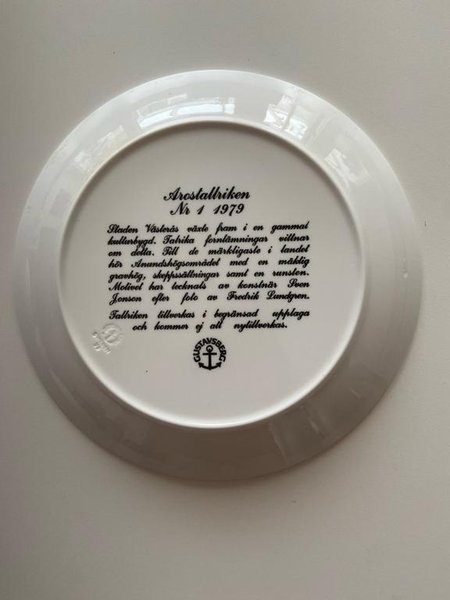 Arostallriken
Nr 1 1979
Staden Västerås växte fram i en gammal
kulturbygd. Talrika fornlämningar vittnar
om detta. Till de märkligaste i landet
hör Anundshögsområdet med en mäktig
gravhög, skeppssättningar samt en runsten.
Motivet har tecknats av konstnär Sven
Jonson efter foto av Fredrik Lundgren.
Tallriken tillverkas i begränsad upplaga
och kommer ej att nytillverkas.
GUSTAVSBERG